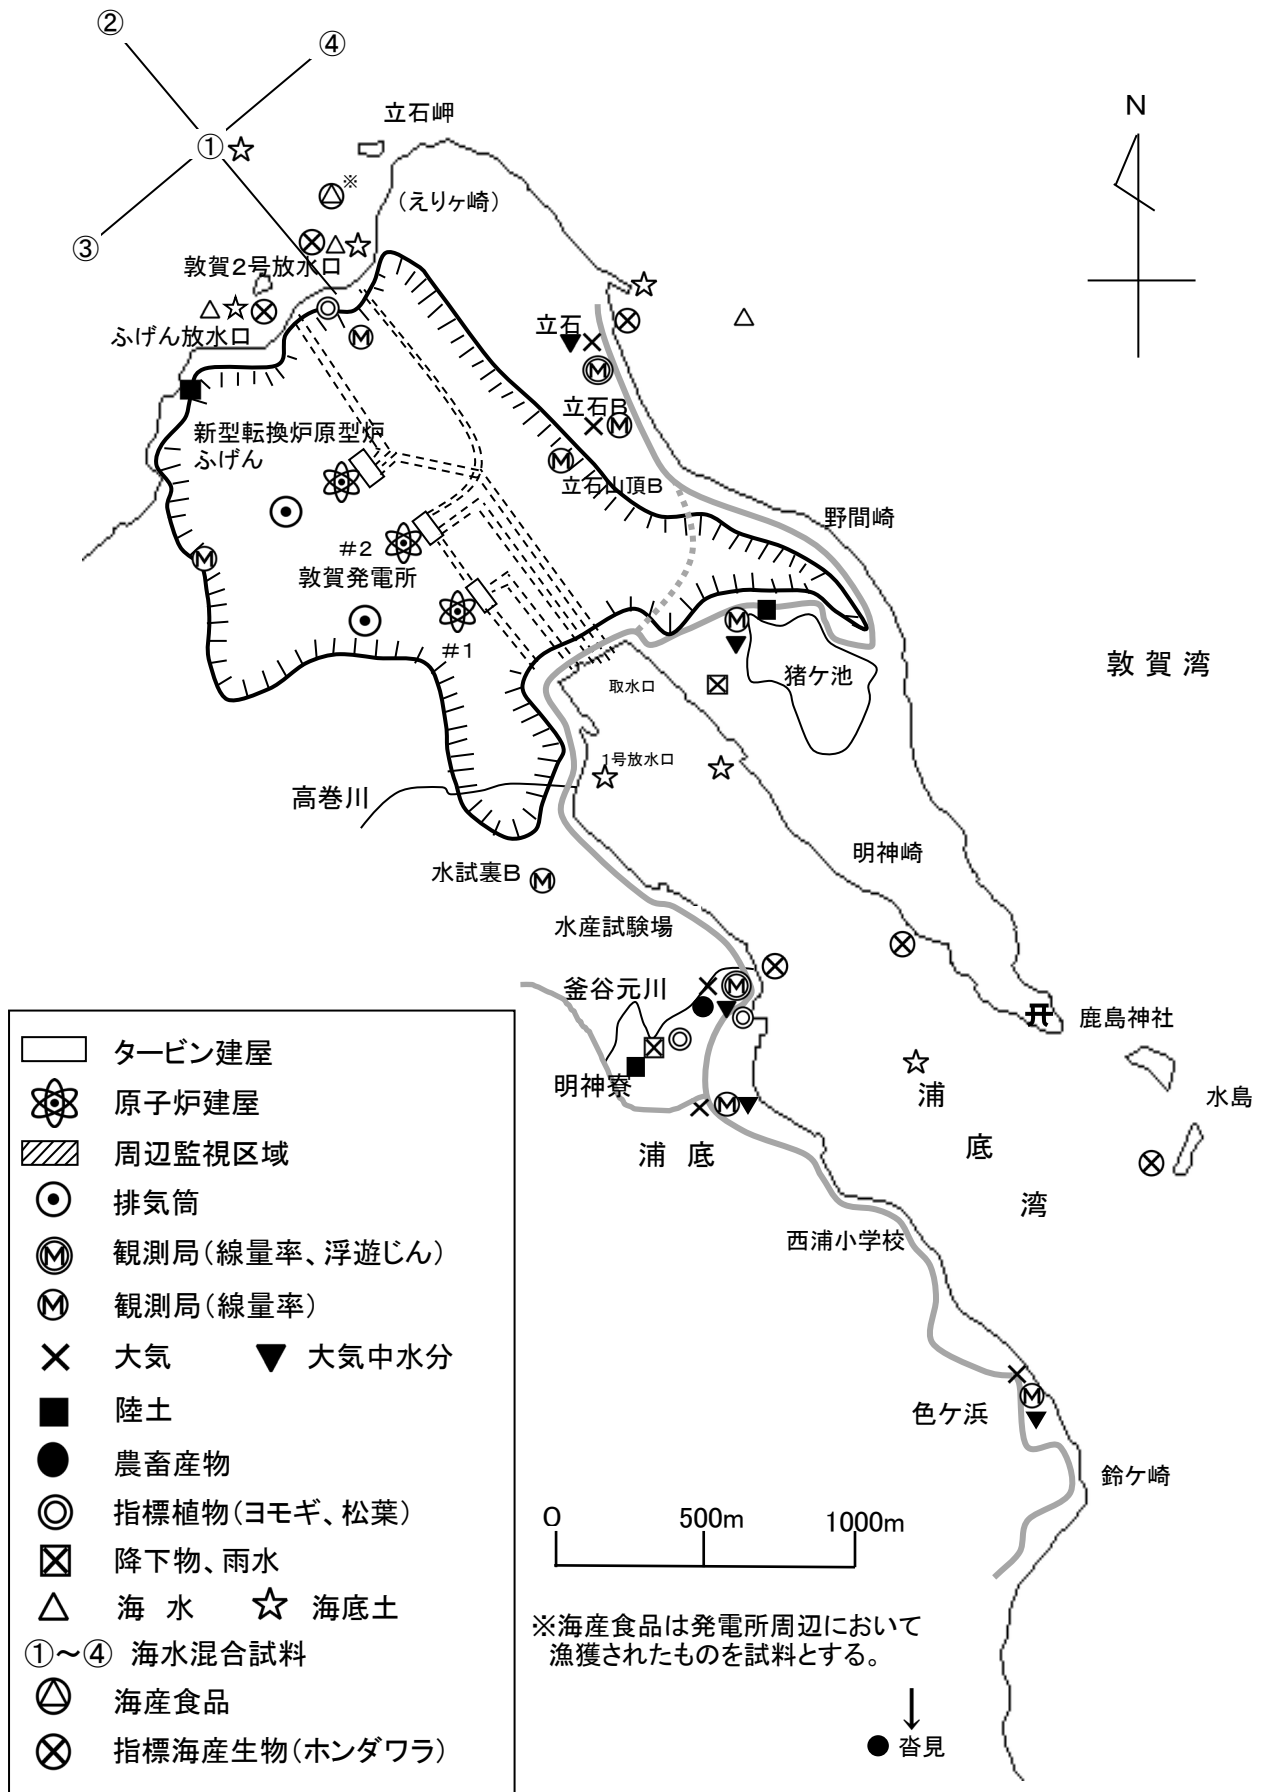 ②
④
立石岬
N
①
※
(えりヶ崎)
③
敦賀2号放水口
ふげん放水口
立石
M
M
立石B
M
新型転換炉原型炉
ふげん
M
立石山頂B
野間崎
#2
M
敦賀発電所
M
#1
敦賀湾
猪ケ池
取水口
1号放水口
高巻川
明神崎
水試裏B
M
水産試験場
釜谷元川
M
鹿島神社
明神寮
M
浦底湾
水島
浦底
西浦小学校
M
色ケ浜
鈴ケ崎
タービン建屋
原子炉建屋
周辺監視区域
排気筒
M 観測局(線量率、浮遊じん)
M 観測局(線量率)
大気 大気中水分
陸土
農畜産物
指標植物(ヨモギ、松葉)
降下物、雨水
海 水 海底土
①~④ 海水混合試料
海産食品
指標海産生物(ホンダワラ)
0 500m 1000m
※海産食品は発電所周辺において
漁獲されたものを試料とする。
↓
沓見